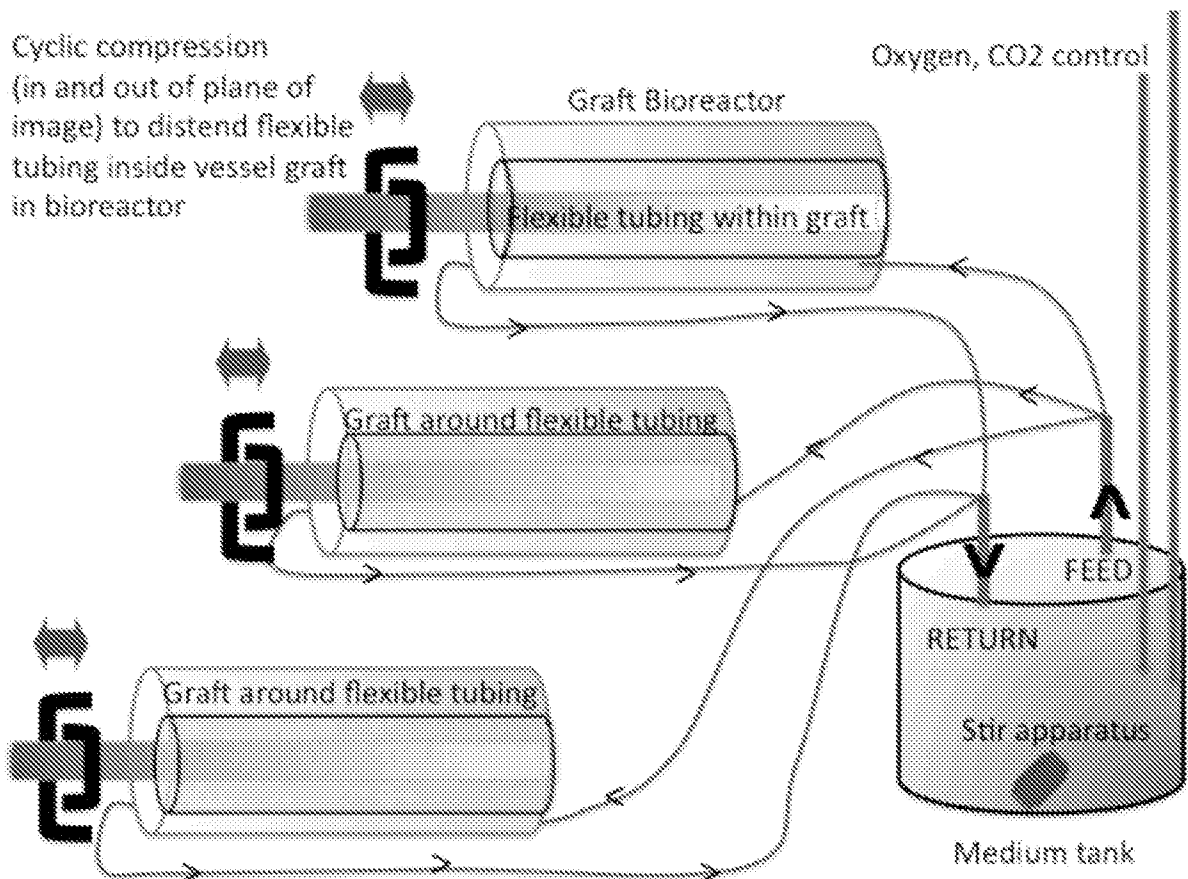 Cyclic compression
(in and out of plane of
image) to distend flexible
tubing inside vessel graft
in bioreactor
Oxygen, CO2 control
Graft Bioreactor
Flexible tubing within graft
Graft around flexible tubing
FEED
RETURN
Graft around flexible tubing
Stir apparatus
Medium tank